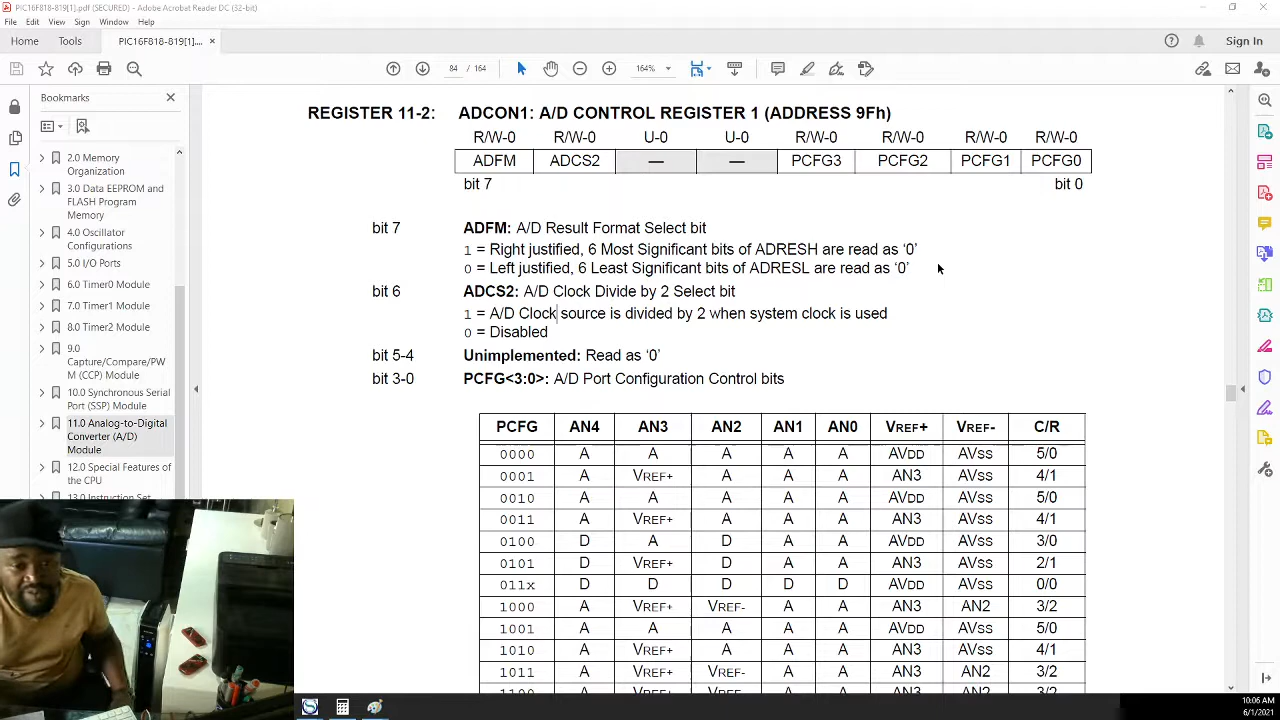 PIC16F818-819[1].pdf (SECURED) - Adobe Acrobat Reader DC (32-bit)
File Edit View Sign Window Help
Home Tools PIC16F818-819[1].... × Sign In
84 / 164 164%
Bookmarks
2.0 Memory
Organization
3.0 Data EEPROM and
FLASH Program
Memory
4.0 Oscillator
Configurations
5.0 I/O Ports
6.0 Timer0 Module
7.0 Timer1 Module
8.0 Timer2 Module
9.0
Capture/Compare/PW
M (CCP) Module
10.0 Synchronous Serial
Port (SSP) Module
11.0 Analog-to-Digital
Converter (A/D)
Module
12.0 Special Features of
the CPU
13.0 Instruction Set
REGISTER 11-2: ADCON1: A/D CONTROL REGISTER 1 (ADDRESS 9Fh)
R/W-0 R/W-0 U-0 U-0 R/W-0 R/W-0 R/W-0 R/W-0
ADFM ADCS2 — — PCFG3 PCFG2 PCFG1 PCFG0
bit 7 bit 0
bit 7 ADFM: A/D Result Format Select bit
1 = Right justified, 6 Most Significant bits of ADRESH are read as ‘0’
0 = Left justified, 6 Least Significant bits of ADRESL are read as ‘0’
bit 6 ADCS2: A/D Clock Divide by 2 Select bit
1 = A/D Clock source is divided by 2 when system clock is used
0 = Disabled
bit 5-4 Unimplemented: Read as ‘0’
bit 3-0 PCFG<3:0>: A/D Port Configuration Control bits
PCFG AN4 AN3 AN2 AN1 AN0 VREF+ VREF- C/R
0000 A A A A A AVDD AVSS 5/0
0001 A VREF+ A A A AN3 AVSS 4/1
0010 A A A A A AVDD AVSS 5/0
0011 A VREF+ A A A AN3 AVSS 4/1
0100 D A D A A AVDD AVSS 3/0
0101 D VREF+ D A A AN3 AVSS 2/1
011x D D D D D AVDD AVSS 0/0
1000 A VREF+ VREF- A A AN3 AN2 3/2
1001 A A A A A AVDD AVSS 5/0
1010 A VREF+ A A A AN3 AVSS 4/1
1011 A VREF+ VREF- A A AN3 AN2 3/2
1100 A VREF+ VREF- A A AN3 AN2 3/2
10:06 AM
6/1/2021